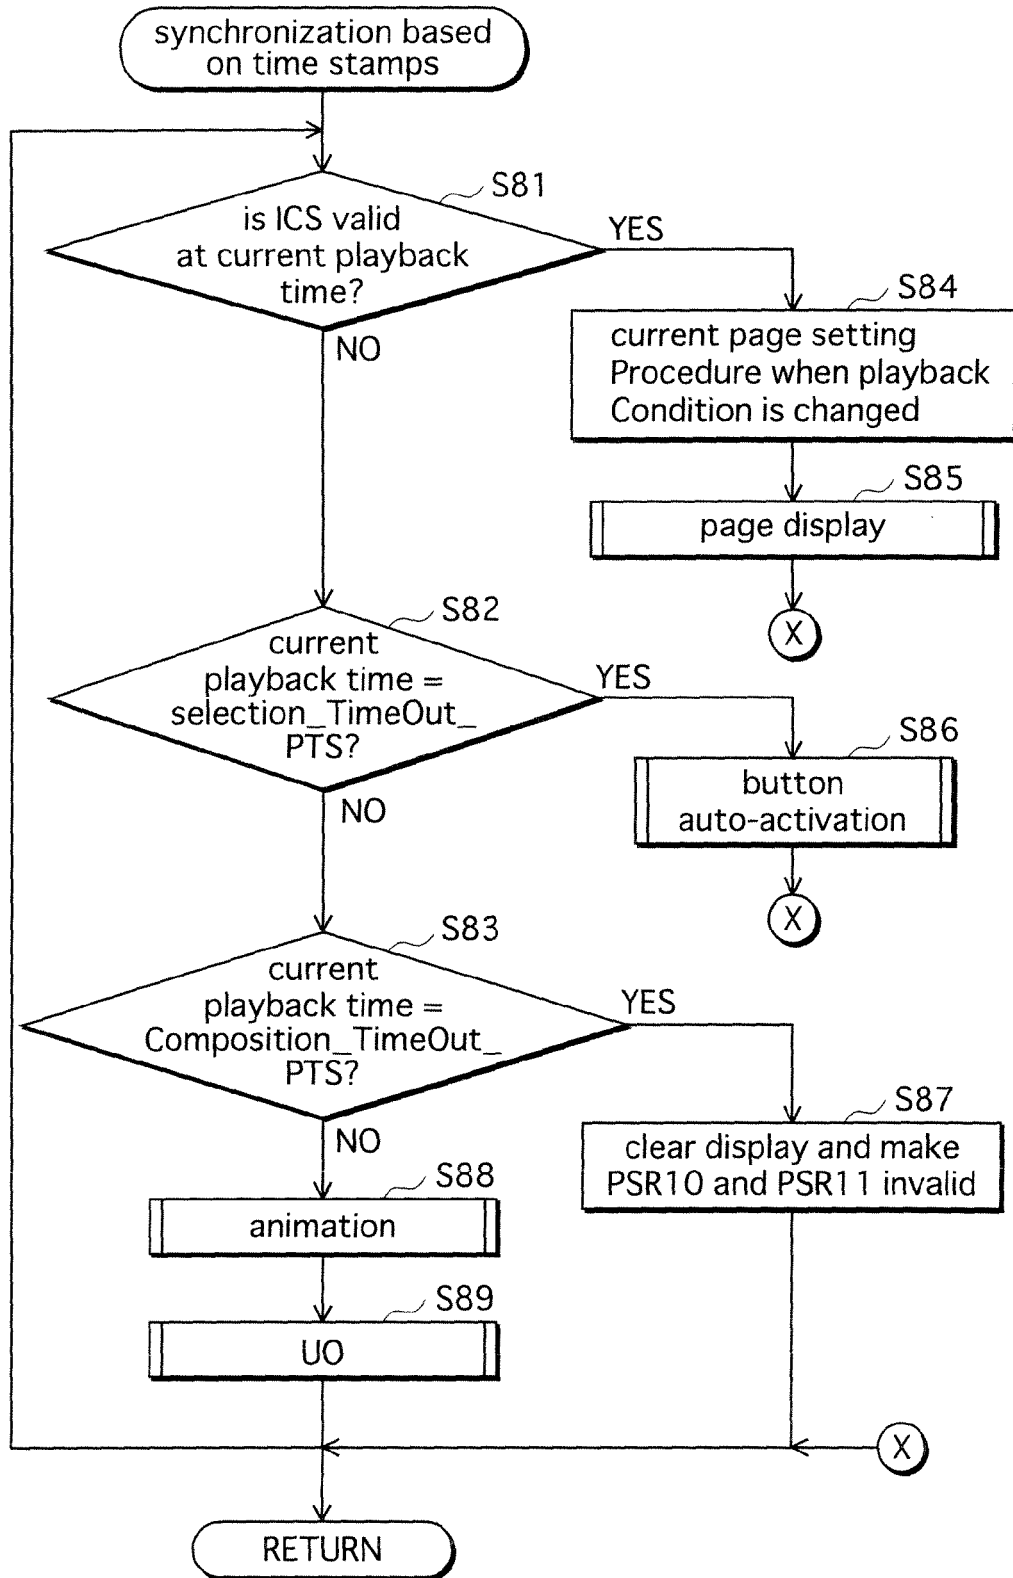 synchronization based
on time stamps
S81
is ICS valid
at current playback
time?
YES
NO
S84
current page setting
Procedure when playback
Condition is changed
S85
page display
X
S82
current
playback time =
selection_TimeOut_
PTS?
YES
NO
S86
button
auto-activation
X
S83
current
playback time =
Composition_TimeOut_
PTS?
YES
NO
S87
clear display and make
PSR10 and PSR11 invalid
S88
animation
S89
UO
X
RETURN